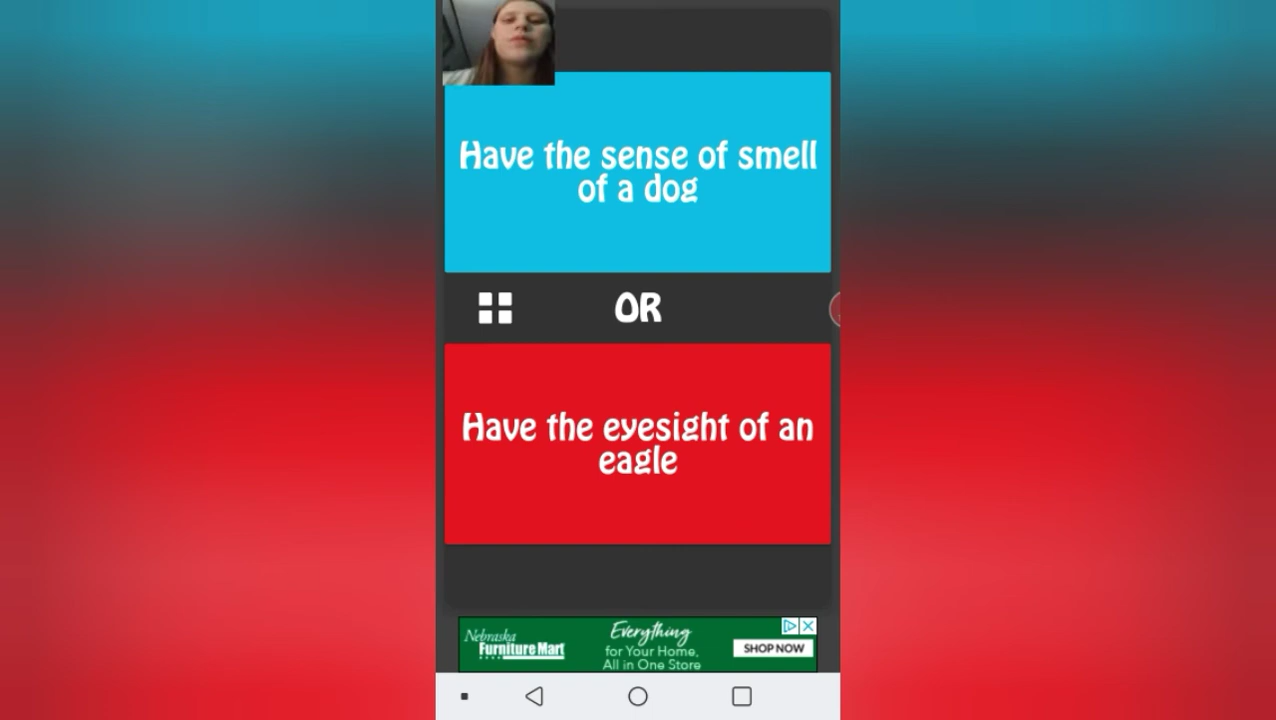 Have the sense of smell
of a dog
OR
Have the eyesight of an
eagle
Nebraska
Furniture Mart
Everything
for Your Home,
All in One Store
SHOP NOW